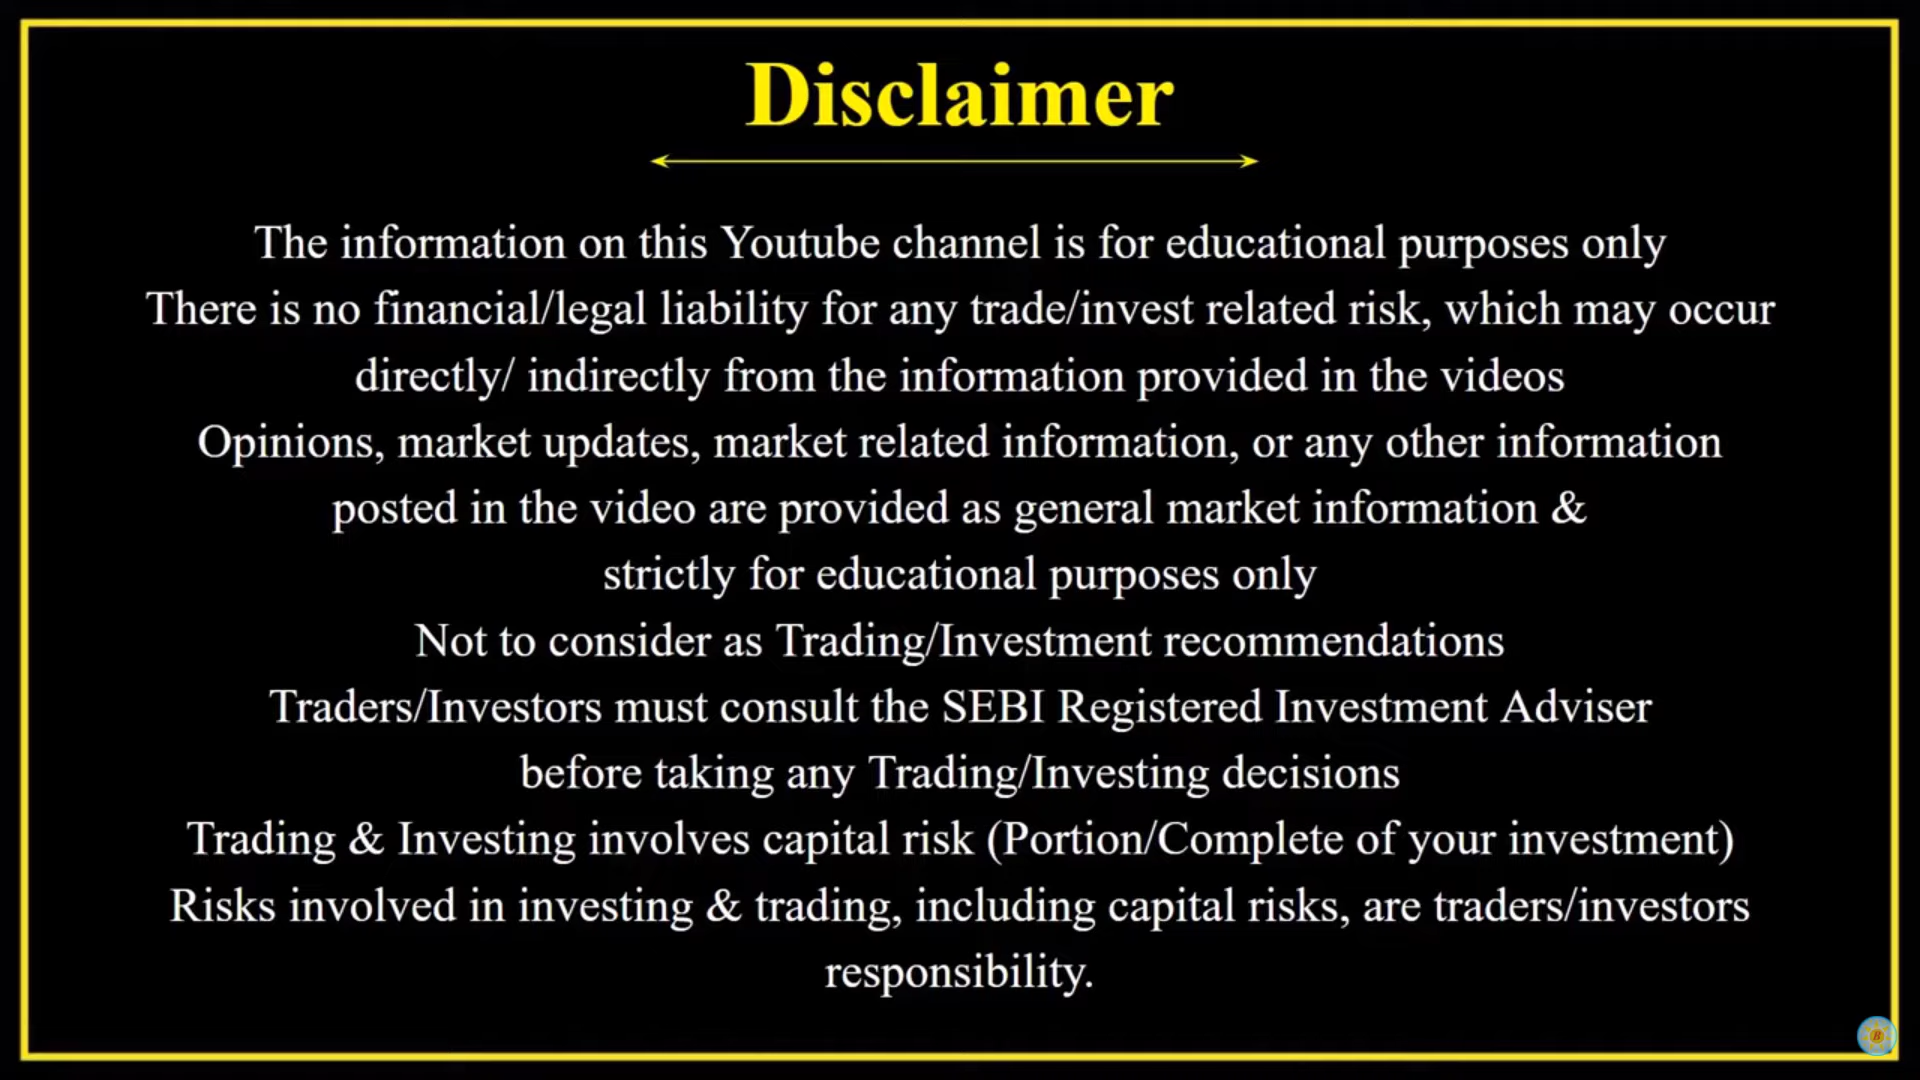 Disclaimer
The information on this Youtube channel is for educational purposes only
There is no financial/legal liability for any trade/invest related risk, which may occur
directly/ indirectly from the information provided in the videos
Opinions, market updates, market related information, or any other information
posted in the video are provided as general market information &
strictly for educational purposes only
Not to consider as Trading/Investment recommendations
Traders/Investors must consult the SEBI Registered Investment Adviser
before taking any Trading/Investing decisions
Trading & Investing involves capital risk (Portion/Complete of your investment)
Risks involved in investing & trading, including capital risks, are traders/investors
responsibility.